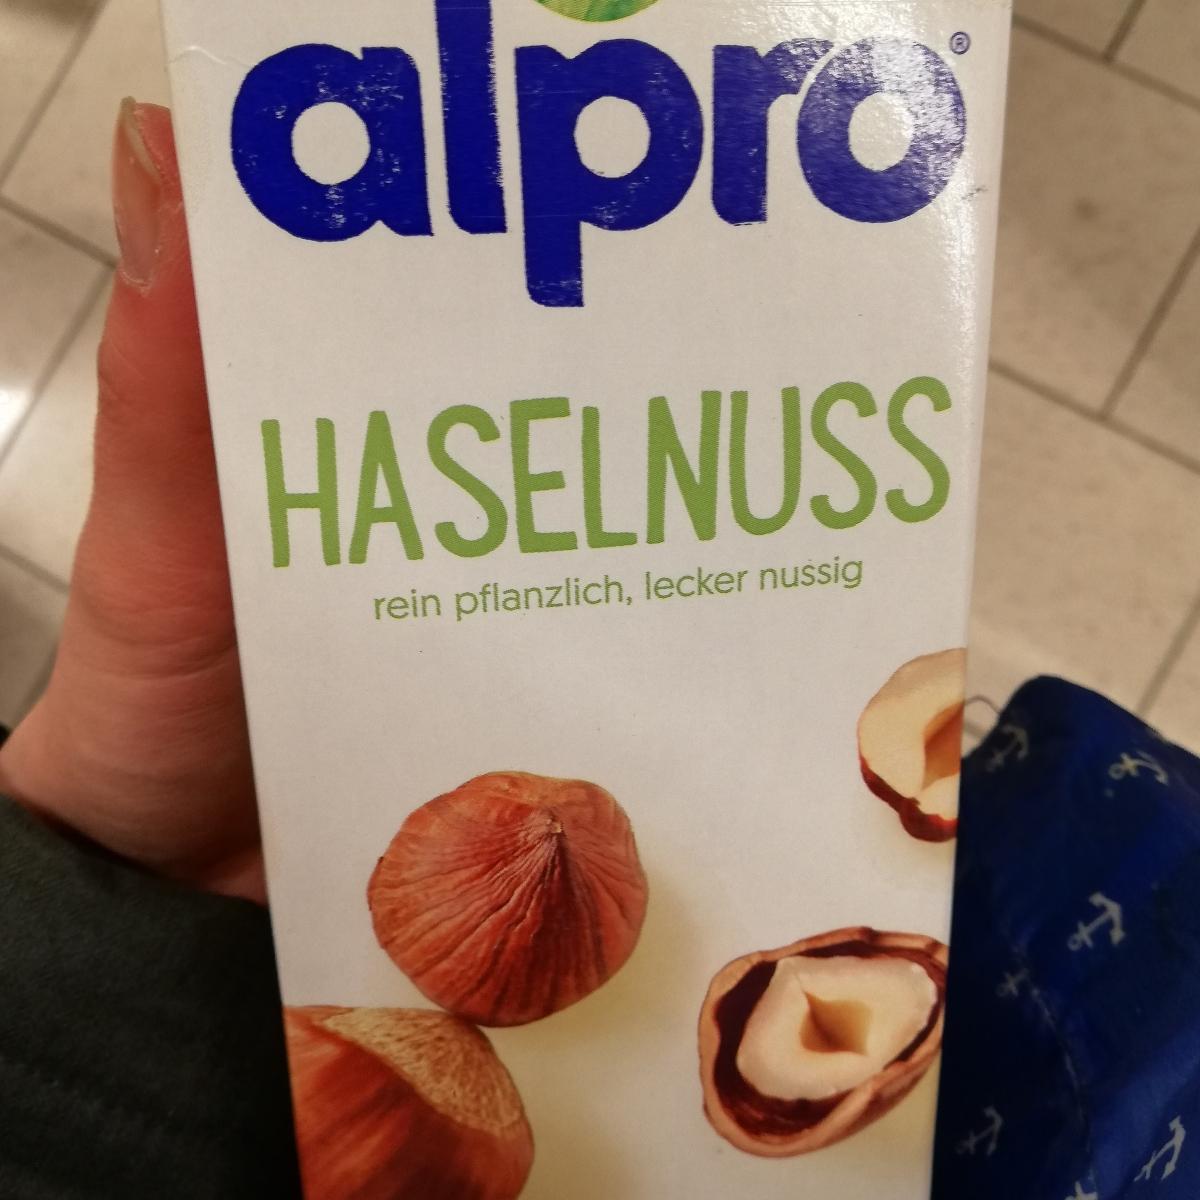 alpro®
HASELNUSS
rein pflanzlich, lecker nussig